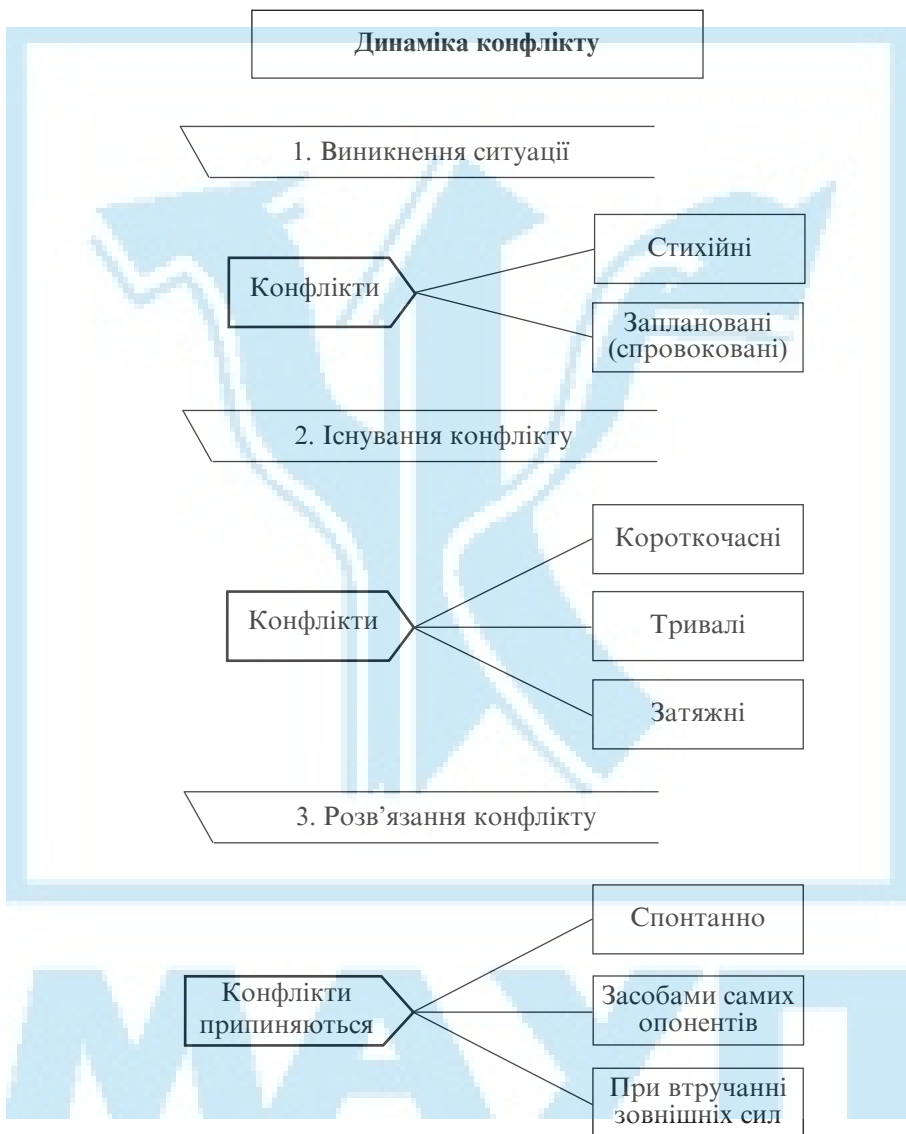 Динаміка конфлікту
1. Виникнення ситуації
Конфлікти
Стихійні
Заплановані
(спровоковані)
2. Існування конфлікту
Конфлікти
Короткочасні
Тривалі
Затяжні
3. Розв’язання конфлікту
Конфлікти
припиняються
Спонтанно
Засобами самих
опонентів
При втручанні
зовнішніх сил
МАУП